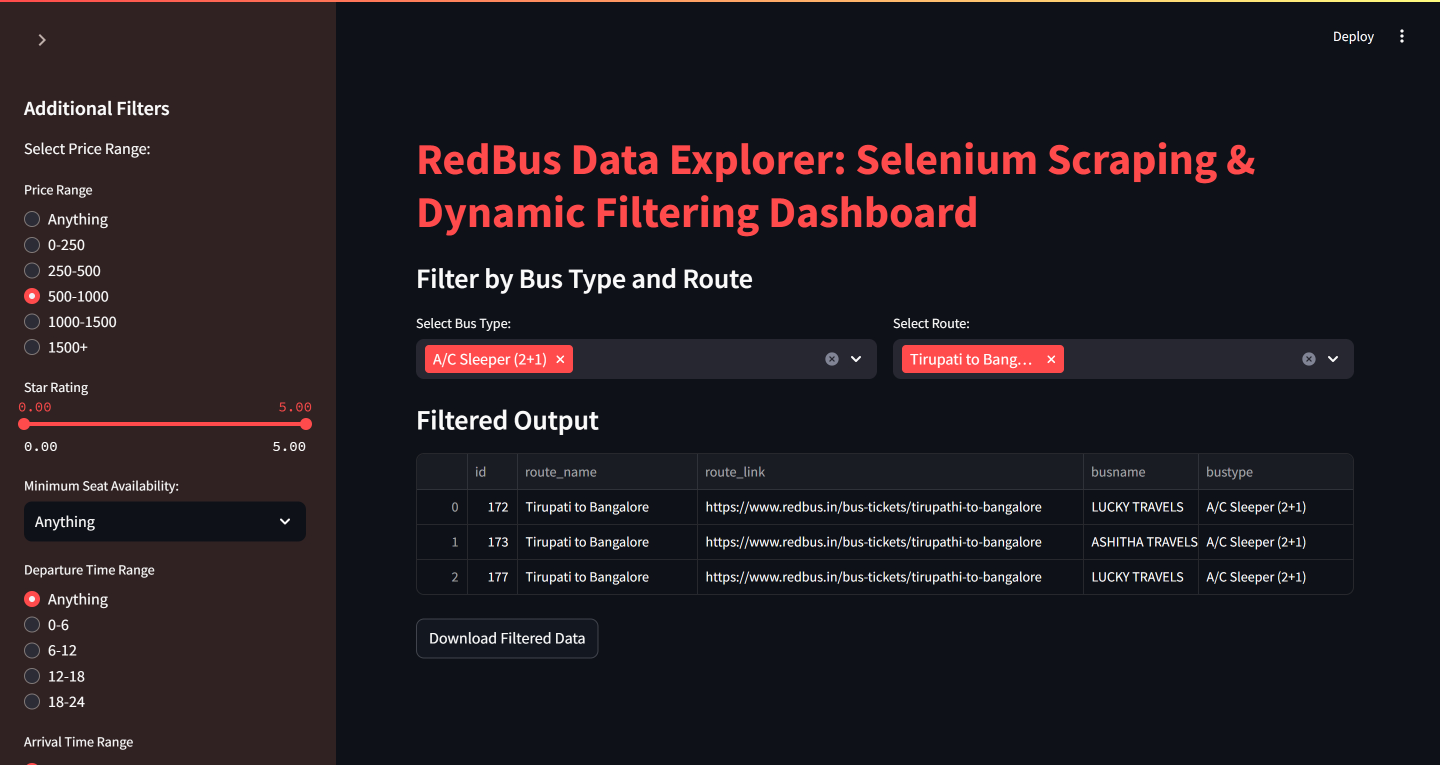 Deploy
Additional Filters
Select Price Range:
Price Range
Anything
0-250
250-500
500-1000
1000-1500
1500+
Star Rating
0.00 5.00
0.00 5.00
Minimum Seat Availability:
Anything
Departure Time Range
Anything
0-6
6-12
12-18
18-24
Arrival Time Range
RedBus Data Explorer: Selenium Scraping &
Dynamic Filtering Dashboard
Filter by Bus Type and Route
Select Bus Type: Select Route:
A/C Sleeper (2+1) Tirupati to Bang...
Filtered Output
id route_name route_link busname bustype
0 172 Tirupati to Bangalore https://www.redbus.in/bus-tickets/tirupathi-to-bangalore LUCKY TRAVELS A/C Sleeper (2+1)
1 173 Tirupati to Bangalore https://www.redbus.in/bus-tickets/tirupathi-to-bangalore ASHITHA TRAVELS A/C Sleeper (2+1)
2 177 Tirupati to Bangalore https://www.redbus.in/bus-tickets/tirupathi-to-bangalore LUCKY TRAVELS A/C Sleeper (2+1)
Download Filtered Data